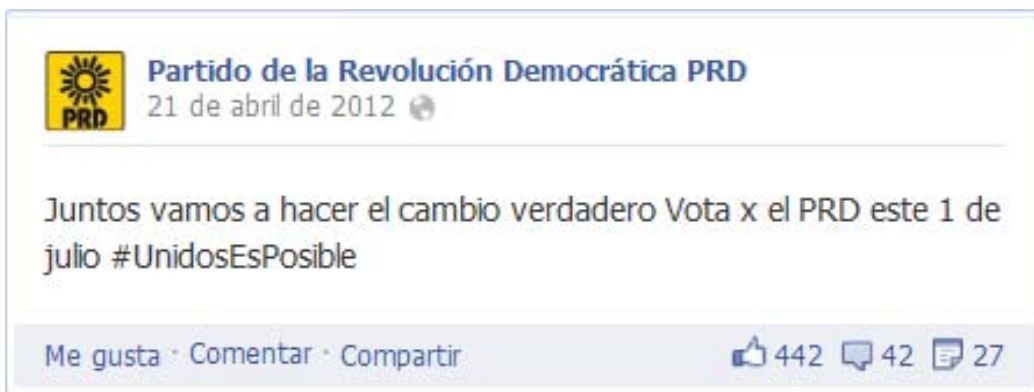 PRD
Partido de la Revolución Democrática PRD
21 de abril de 2012
Juntos vamos a hacer el cambio verdadero Vota x el PRD este 1 de
julio #UnidosEsPosible
Me gusta · Comentar · Compartir 442 42 27